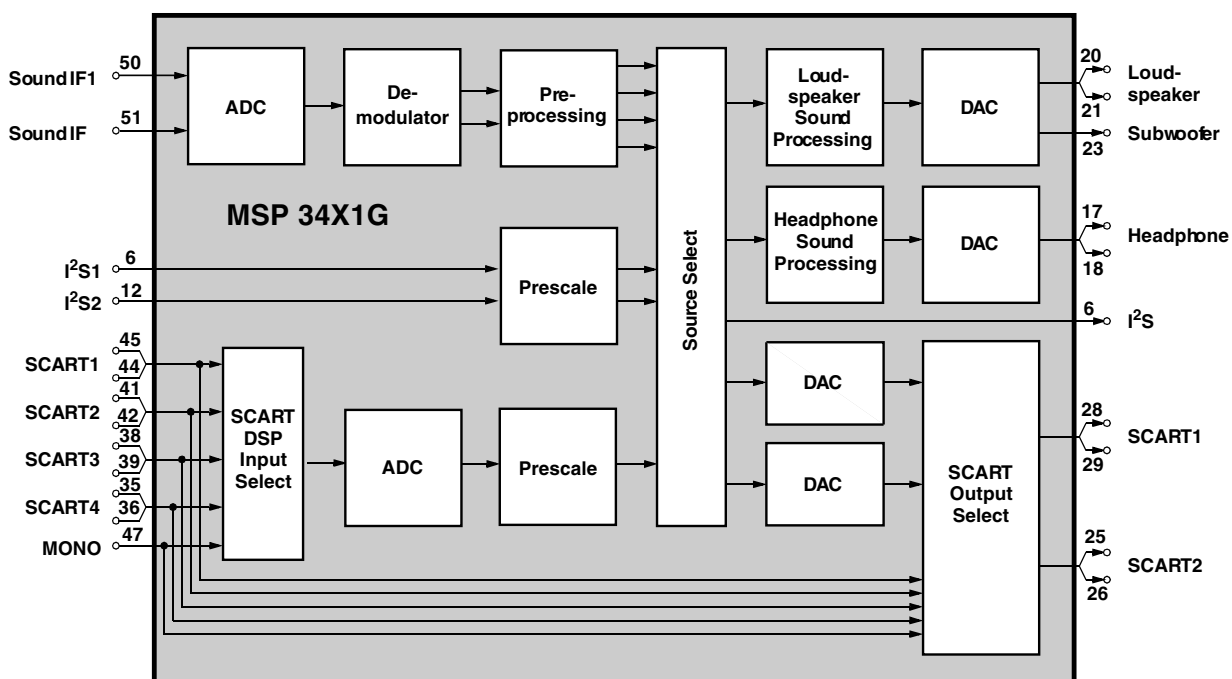 50
Sound IF1
51
Sound IF
ADC
De-
modulator
Pre-
processing
Loud-
speaker
Sound
Processing
DAC
20
Loud-
speaker
21
Subwoofer
23
MSP 34X1G
6
I²S1
12
I²S2
Prescale
Source Select
Headphone
Sound
Processing
DAC
17
Headphone
18
6
I²S
45
SCART1
44
41
SCART2
42
38
SCART3
39
35
SCART4
36
47
MONO
SCART
DSP
Input
Select
ADC
Prescale
DAC
DAC
SCART
Output
Select
28
SCART1
29
25
SCART2
26